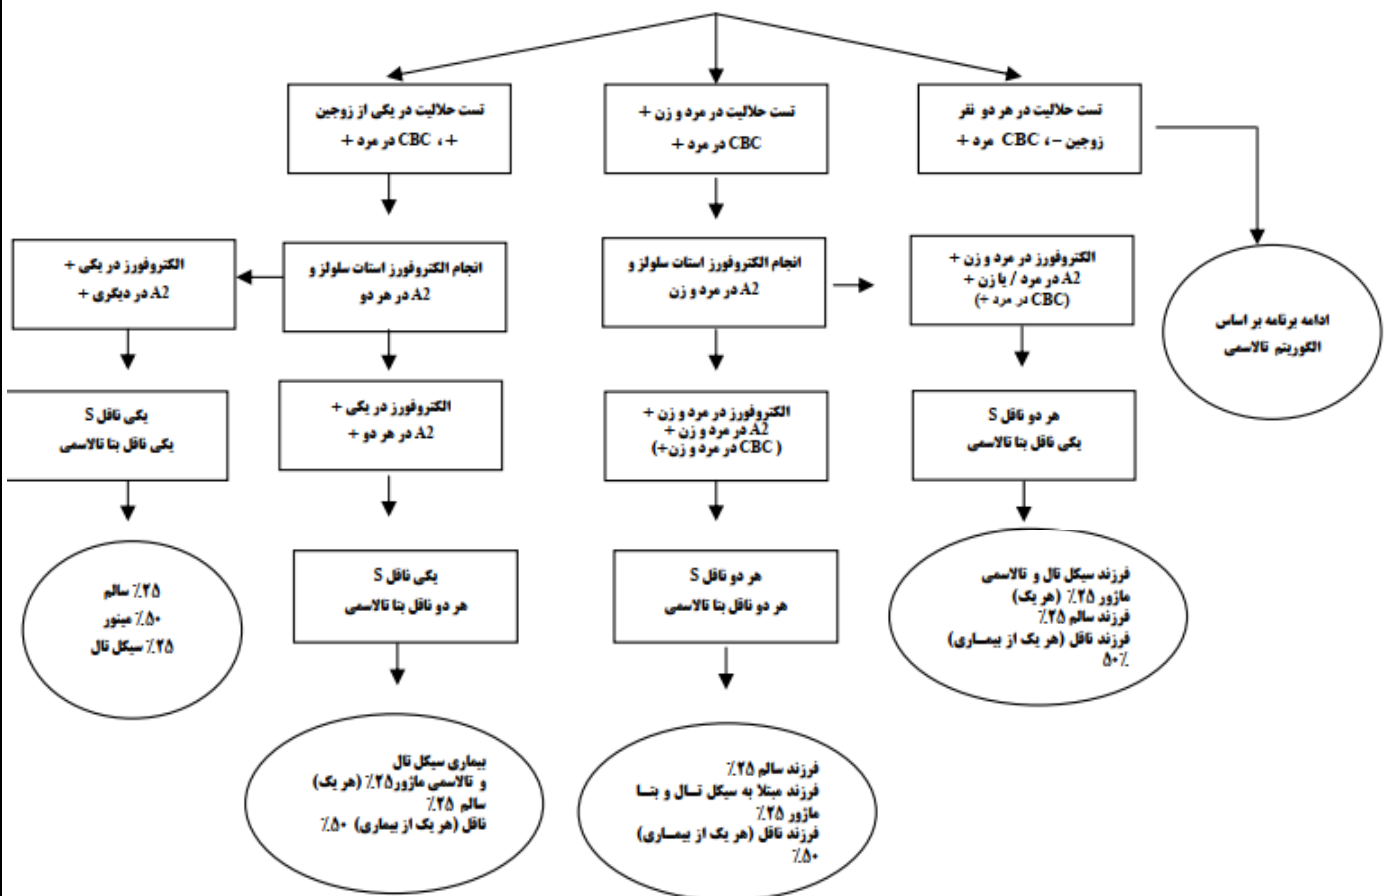 تست حلالیت در هر دو نفر
زوجین –، CBC مرد +
تست حلالیت در مرد و زن +
CBC در مرد +
تست حلالیت در یکی از زوجین
+ ، CBC در مرد +
الکتروفورز در مرد و زن +
A2 در مرد / یا زن +
(CBC در مرد +)
انجام الکتروفورز استات سلولز و
A2 در مرد و زن
انجام الکتروفورز استات سلولز و
A2 در هر دو
الکتروفورز در یکی +
A2 در دیگری +
ادامه برنامه بر اساس
الگوریتم تالاسمی
هر دو ناقل S
یکی ناقل بتا تالاسمی
الکتروفورز در مرد و زن +
A2 در مرد و زن +
(CBC در مرد و زن+)
الکتروفورز در یکی +
A2 در هر دو +
یکی ناقل S
یکی ناقل بتا تالاسمی
فرزند سیکل تال و تالاسمی
ماژور ۲۵٪ (هر یک)
فرزند سالم ۲۵٪
فرزند ناقل (هر یک از بیماری)
۵۰٪
هر دو ناقل S
هر دو ناقل بتا تالاسمی
یکی ناقل S
هر دو ناقل بتا تالاسمی
۲۵٪ سالم
۵۰٪ مینور
۲۵٪ سیکل تال
فرزند سالم ۲۵٪
فرزند مبتلا به سیکل تـال و بتـا
ماژور ۲۵٪
فرزند ناقل (هر یک از بیمـاری)
۵۰٪
بیماری سیکل تال
و تالاسمی ماژور۲۵٪ (هر یک)
سالم ۲۵٪
ناقل (هر یک از بیماری) ۵۰٪